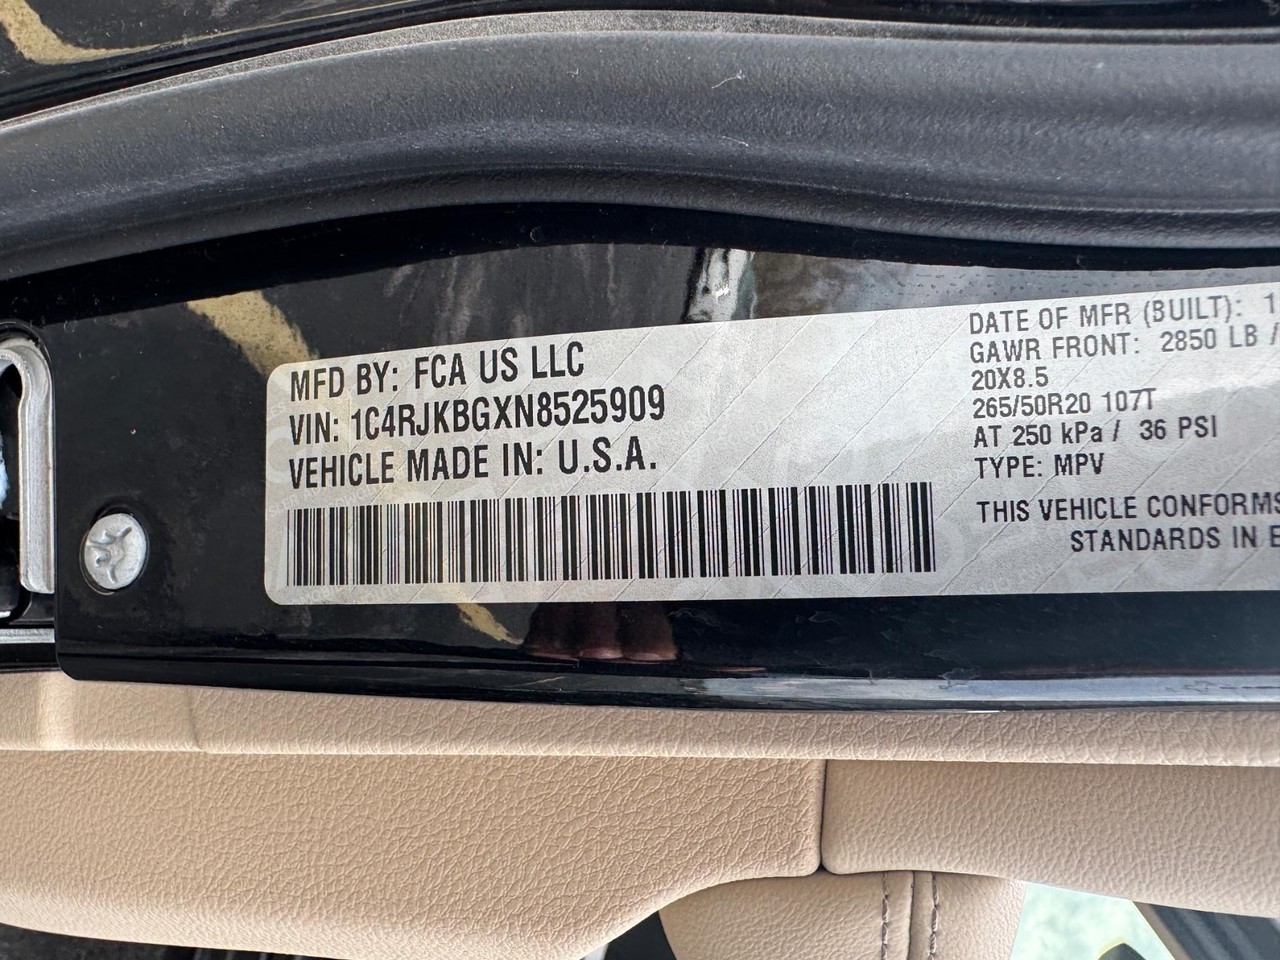 MFD BY: FCA US LLC
VIN: 1C4RJKBGXN8525909
VEHICLE MADE IN: U.S.A.
DATE OF MFR (BUILT): 1
GAWR FRONT: 2850 LB /
20X8.5
265/50R20 107T
AT 250 kPa / 36 PSI
TYPE: MPV
THIS VEHICLE CONFORMS
STANDARDS IN E